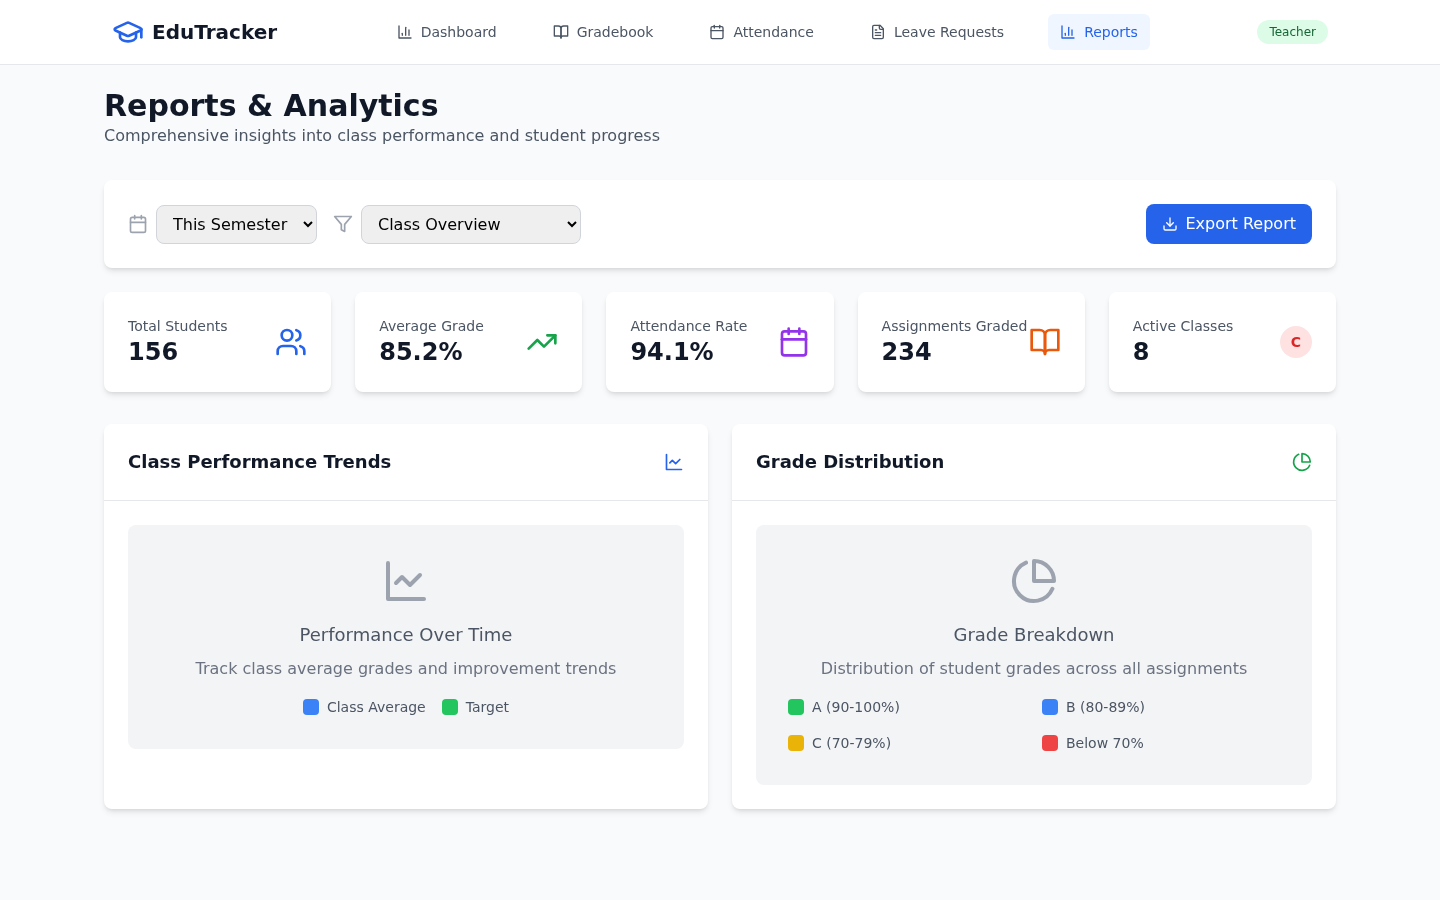 EduTracker
Dashboard
Gradebook
Attendance
Leave Requests
Reports
Teacher
Reports & Analytics
Comprehensive insights into class performance and student progress
This Semester
Class Overview
Export Report
Total Students
156
Average Grade
85.2%
Attendance Rate
94.1%
Assignments Graded
234
Active Classes
8
C
Class Performance Trends
Performance Over Time
Track class average grades and improvement trends
Class Average
Target
Grade Distribution
Grade Breakdown
Distribution of student grades across all assignments
A (90-100%)
B (80-89%)
C (70-79%)
Below 70%